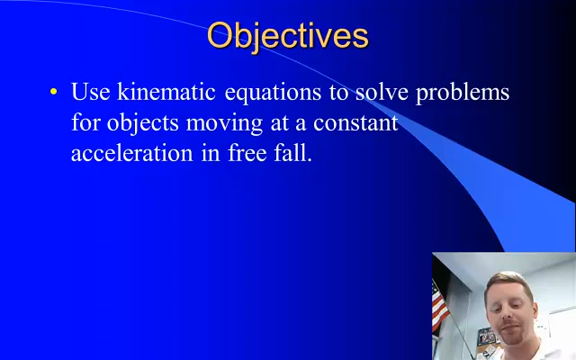 Objectives
• Use kinematic equations to solve problems
for objects moving at a constant
acceleration in free fall.